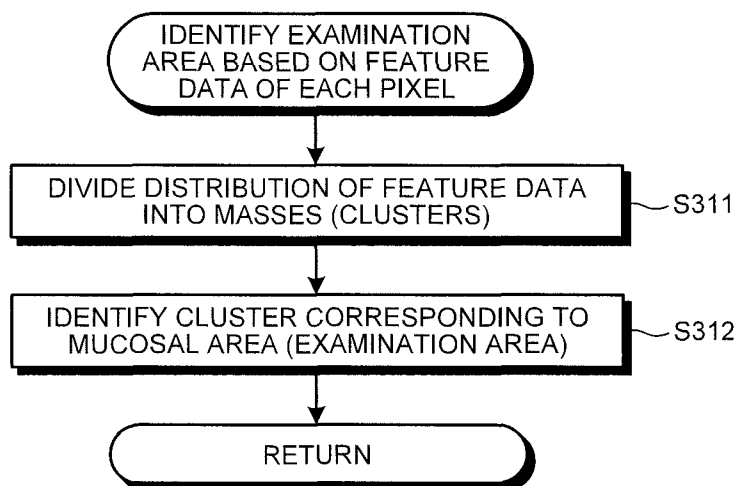 IDENTIFY EXAMINATION
AREA BASED ON FEATURE
DATA OF EACH PIXEL
DIVIDE DISTRIBUTION OF FEATURE DATA
INTO MASSES (CLUSTERS)
S311
IDENTIFY CLUSTER CORRESPONDING TO
MUCOSAL AREA (EXAMINATION AREA)
S312
RETURN